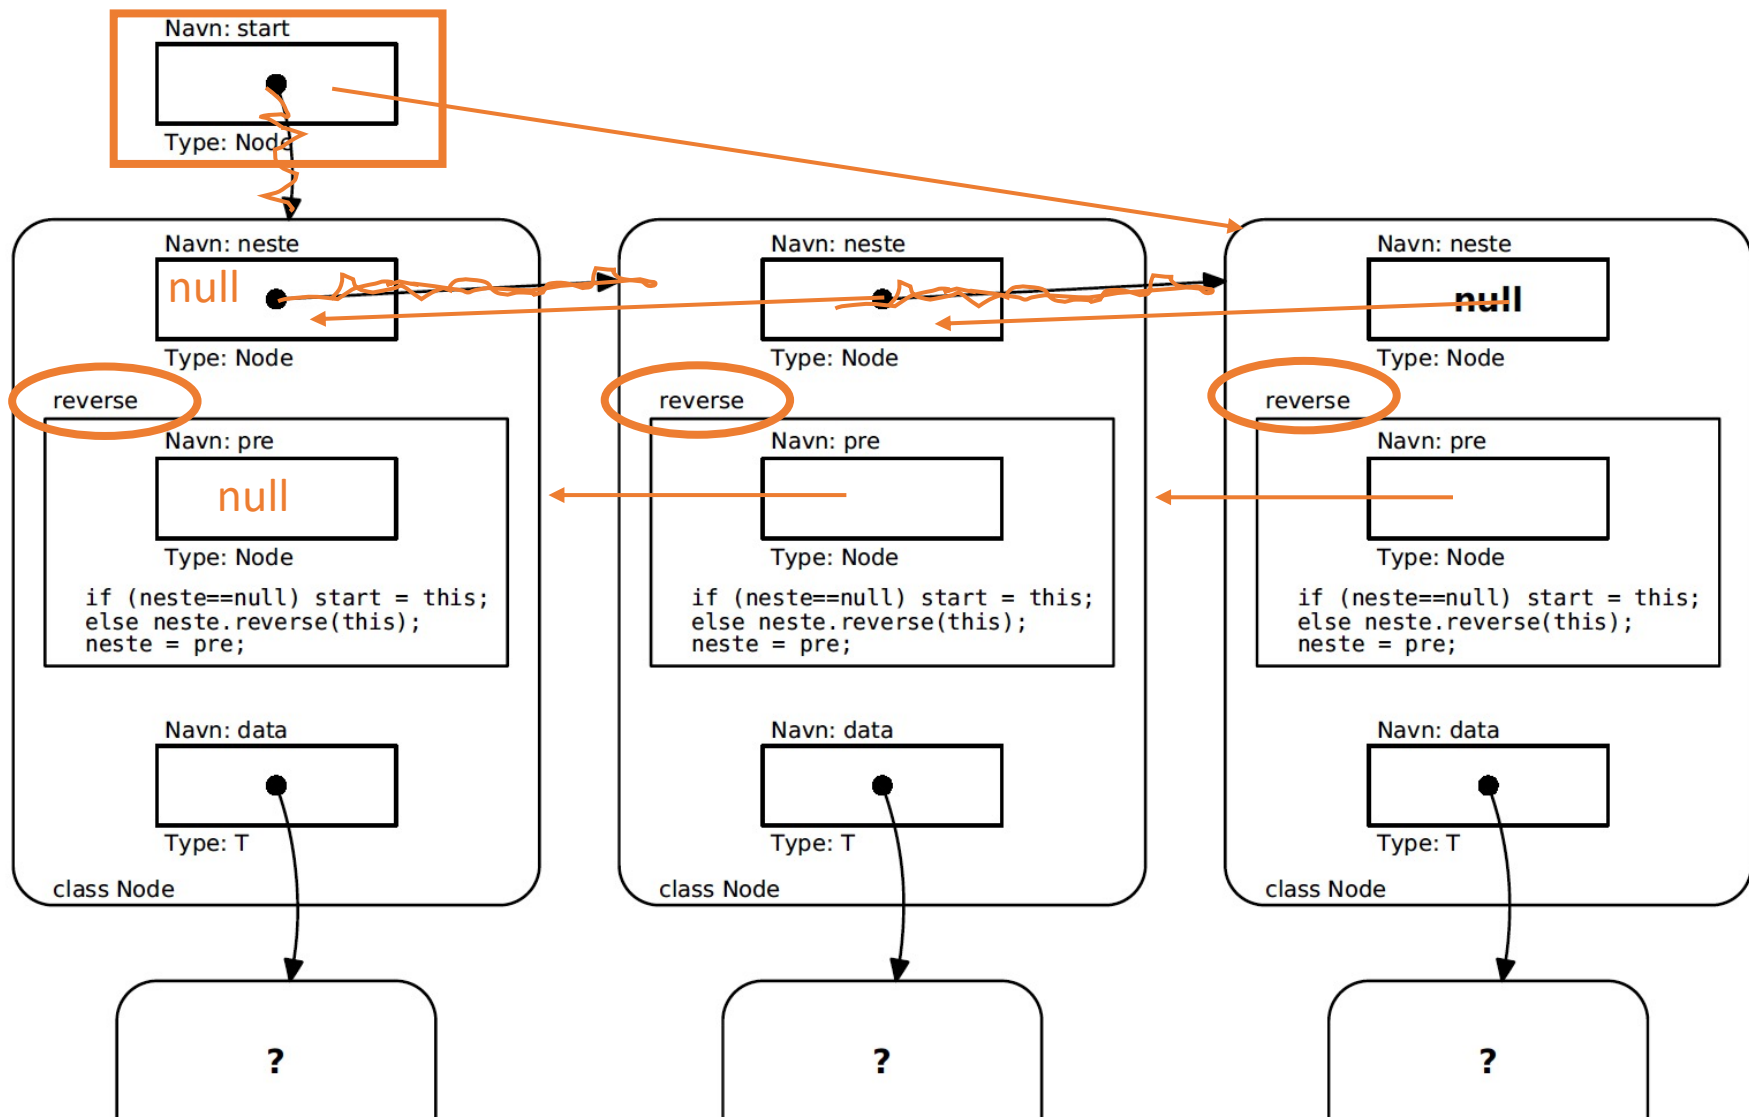 Navn: start
Type: Node
Navn: neste
null
Type: Node
reverse
Navn: pre
null
Type: Node
if (neste==null) start = this;
else neste.reverse(this);
neste = pre;
Navn: data
Type: T
class Node
?
Navn: neste
Type: Node
reverse
Navn: pre
Type: Node
if (neste==null) start = this;
else neste.reverse(this);
neste = pre;
Navn: data
Type: T
class Node
?
Navn: neste
null
Type: Node
reverse
Navn: pre
Type: Node
if (neste==null) start = this;
else neste.reverse(this);
neste = pre;
Navn: data
Type: T
class Node
?